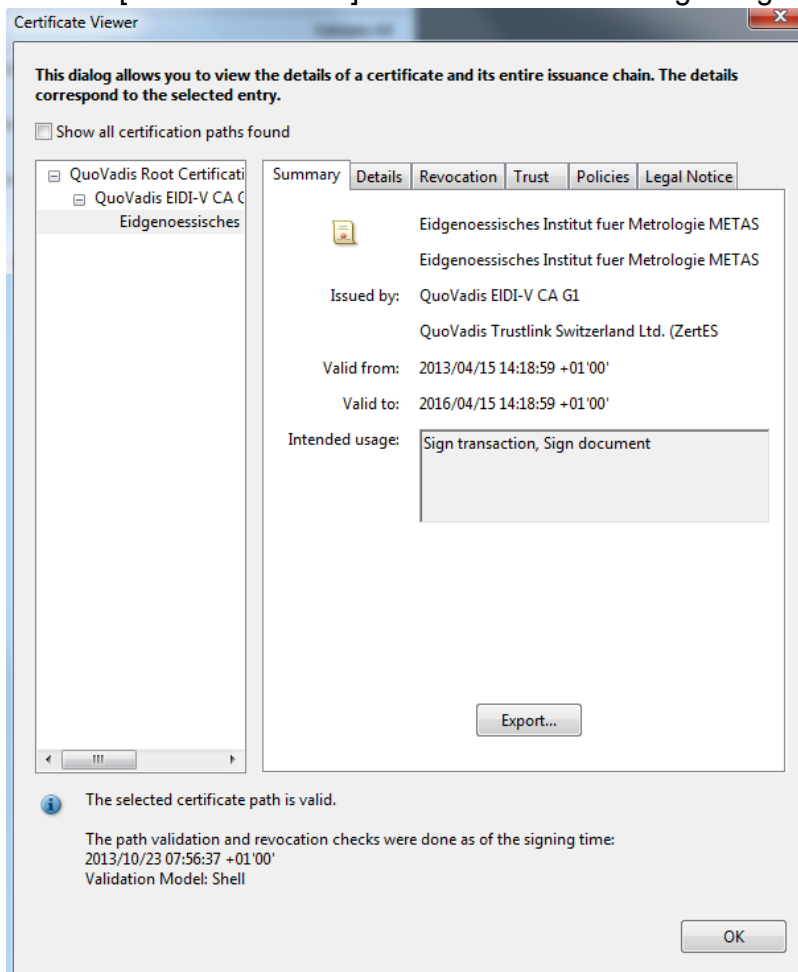 Certificate Viewer
This dialog allows you to view the details of a certificate and its entire issuance chain. The details
correspond to the selected entry.
Show all certification paths found
QuoVadis Root Certificati
QuoVadis EIDI-V CA G
Eidgenoessisches
Summary Details Revocation Trust Policies Legal Notice
Eidgenoessisches Institut fuer Metrologie METAS
Eidgenoessisches Institut fuer Metrologie METAS
Issued by: QuoVadis EIDI-V CA G1
QuoVadis Trustlink Switzerland Ltd. (ZertES
Valid from: 2013/04/15 14:18:59 +01'00'
Valid to: 2016/04/15 14:18:59 +01'00'
Intended usage: Sign transaction, Sign document
Export...
The selected certificate path is valid.
The path validation and revocation checks were done as of the signing time:
2013/10/23 07:56:37 +01'00'
Validation Model: Shell
OK